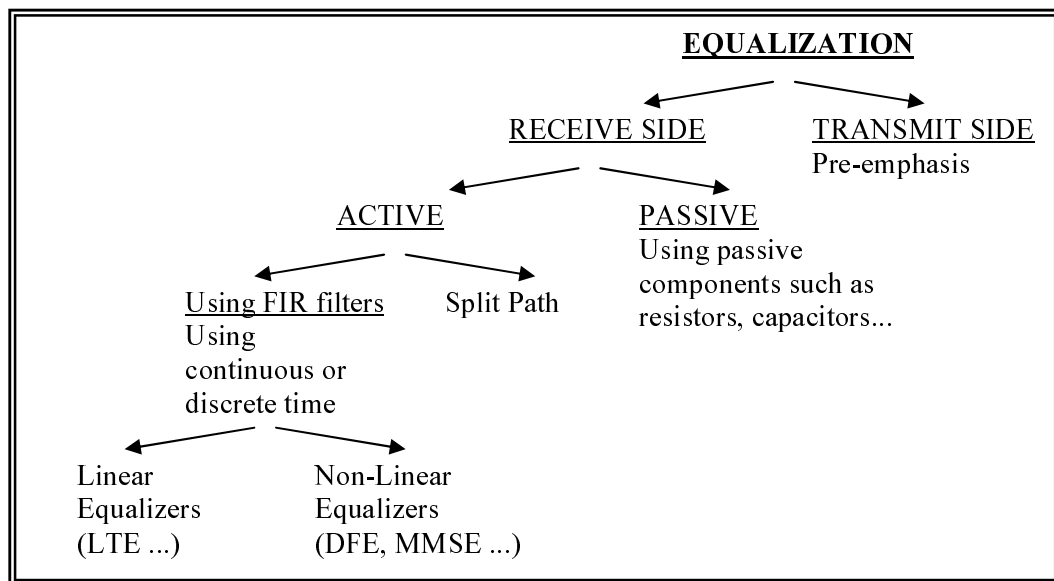 EQUALIZATION
RECEIVE SIDE
TRANSMIT SIDE
Pre-emphasis
ACTIVE
PASSIVE
Using passive
components such as
resistors, capacitors...
Using FIR filters
Using
continuous or
discrete time
Split Path
Linear
Equalizers
(LTE ...)
Non-Linear
Equalizers
(DFE, MMSE ...)